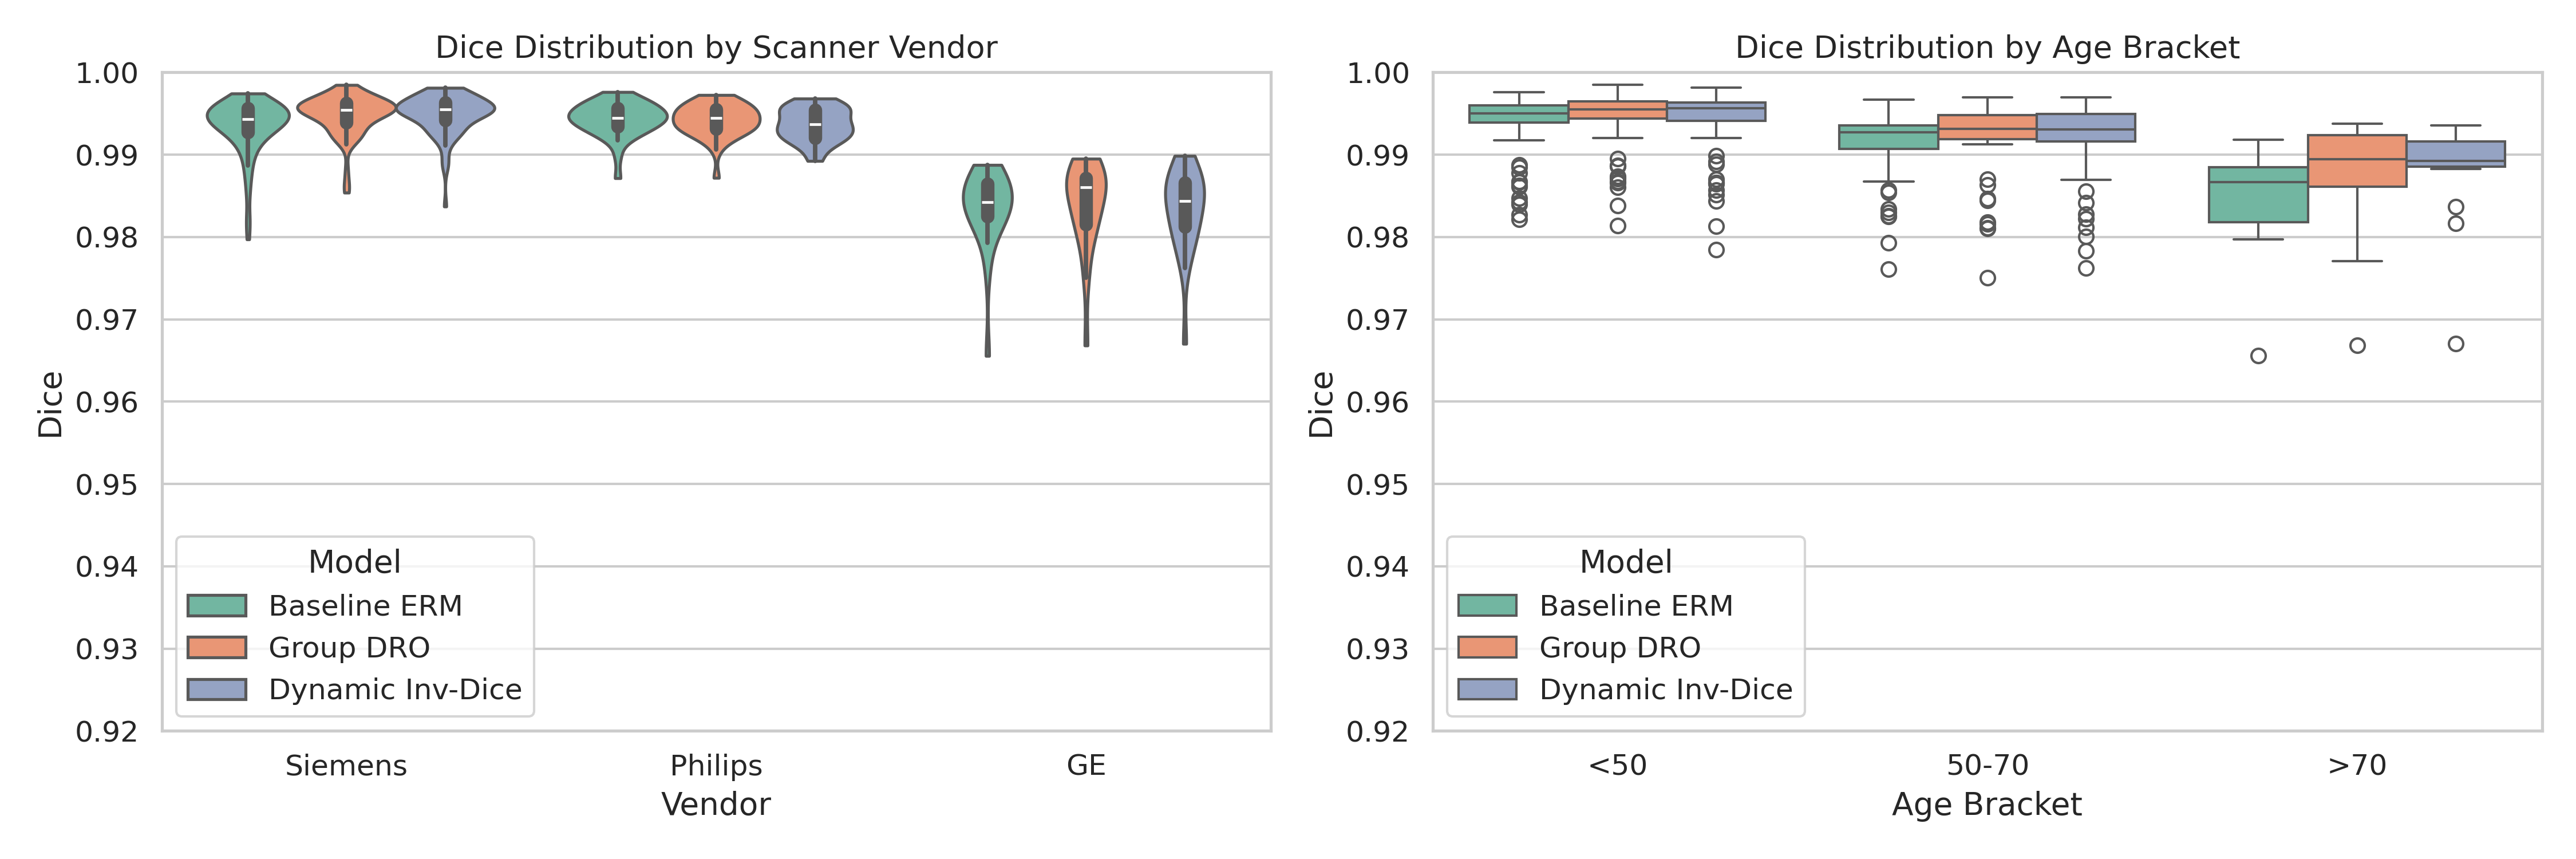 Dice Distribution by Scanner Vendor
1.00
0.99
0.98
0.97
0.96
0.95
0.94
0.93
0.92
Dice
Model
Baseline ERM
Group DRO
Dynamic Inv-Dice
Siemens
Philips
GE
Vendor
Dice Distribution by Age Bracket
1.00
0.99
0.98
0.97
0.96
0.95
0.94
0.93
0.92
Dice
Model
Baseline ERM
Group DRO
Dynamic Inv-Dice
<50
50-70
>70
Age Bracket